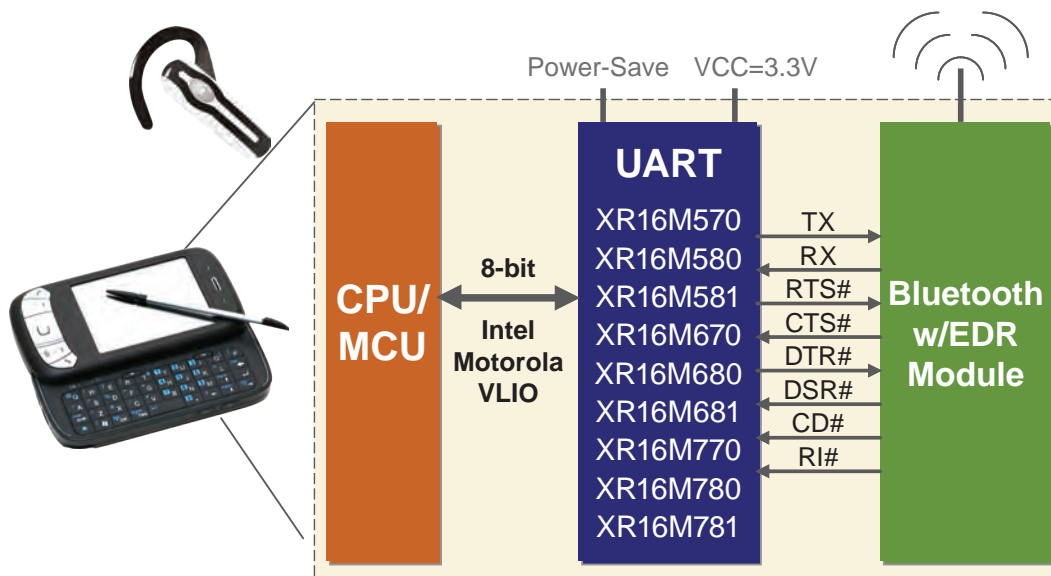 Power-Save
VCC=3.3V
CPU/
MCU
8-bit
Intel
Motorola
VLIO
UART
XR16M570
XR16M580
XR16M581
XR16M670
XR16M680
XR16M681
XR16M770
XR16M780
XR16M781
TX
RX
RTS#
CTS#
DTR#
DSR#
CD#
RI#
Bluetooth
w/EDR
Module